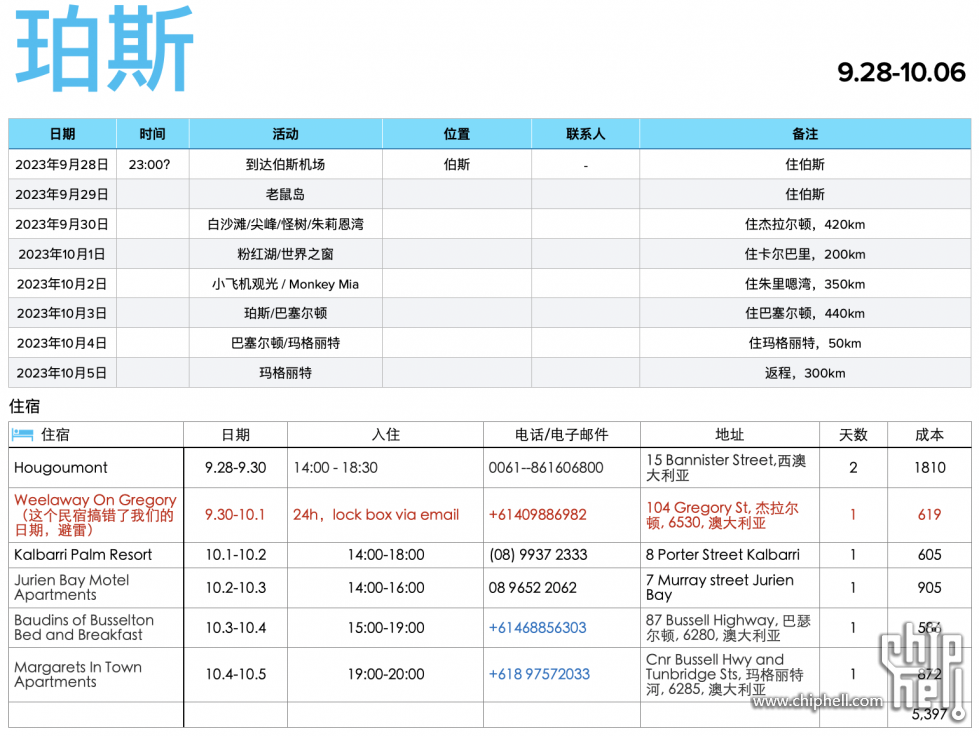 珀斯
9.28-10.06
日期 时间 活动 位置 联系人 备注
2023年9月28日 23:00? 到达伯斯机场 伯斯 - 住伯斯
2023年9月29日 老鼠岛 住伯斯
2023年9月30日 白沙滩/尖峰/怪树/朱莉恩湾 住杰拉尔顿，420km
2023年10月1日 粉红湖/世界之窗 住卡尔巴里，200km
2023年10月2日 小飞机观光 / Monkey Mia 住朱里嗯湾，350km
2023年10月3日 珀斯/巴塞尔顿 住巴塞尔顿，440km
2023年10月4日 巴塞尔顿/玛格丽特 住玛格丽特，50km
2023年10月5日 玛格丽特 返程，300km
住宿
住宿 日期 入住 电话/电子邮件 地址 天数 成本
Hougoumont 9.28-9.30 14:00 - 18:30 0061--861606800 15 Bannister Street,西澳
大利亚 2 1810
Weelaway On Gregory
（这个民宿搞错了我们的
日期，避雷） 9.30-10.1 24h，lock box via email +61409886982 104 Gregory St, 杰拉尔
顿, 6530, 澳大利亚 1 619
Kalbarri Palm Resort 10.1-10.2 14:00-18:00 (08) 9937 2333 8 Porter Street Kalbarri 1 605
Jurien Bay Motel
Apartments 10.2-10.3 14:00-16:00 08 9652 2062 7 Murray street Jurien
Bay 1 905
Baudins of Busselton
Bed and Breakfast 10.3-10.4 15:00-19:00 +61468856303 87 Bussell Highway, 巴瑟
尔顿, 6280, 澳大利亚 1 586
Margarets In Town
Apartments 10.4-10.5 19:00-20:00 +618 97572033 Cnr Bussell Hwy and
Tunbridge Sts, 玛格丽特
河, 6285, 澳大利亚 1 872
5,397
chip hell
www.chiphell.com